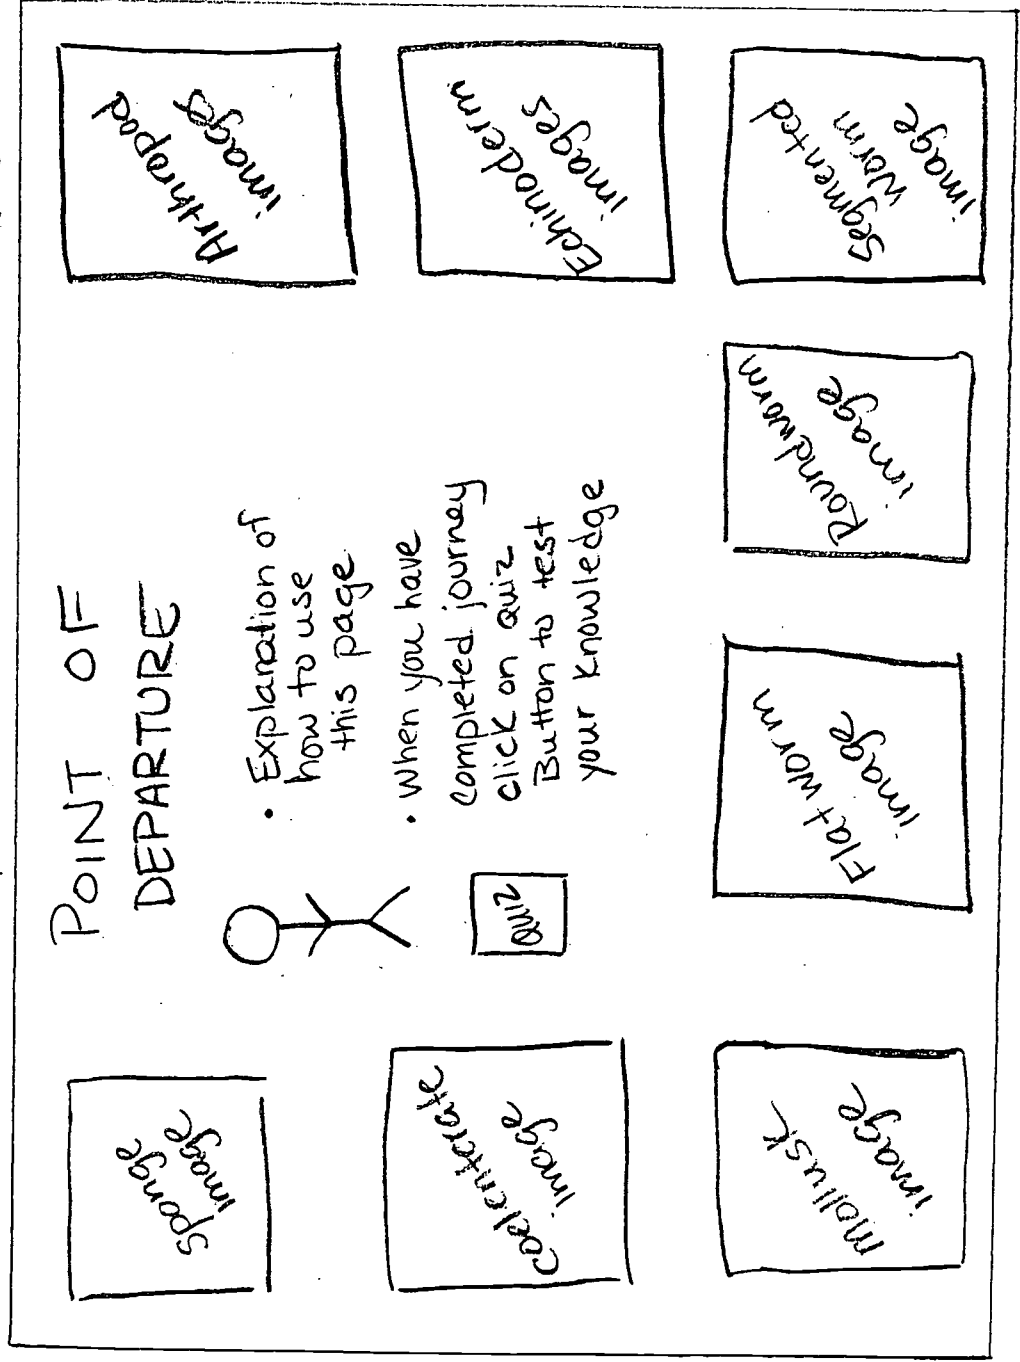 POINT OF
DEPARTURE
• Explanation of
how to use
this page
• When you have
completed journey
click on quiz
Button to test
your knowledge
QUIZ
Sponge
image
Coelenterate
image
Mollusk
image
Flatworm
image
Roundworm
image
Segmented
worm
image
Echinoderm
images
Arthropod
images